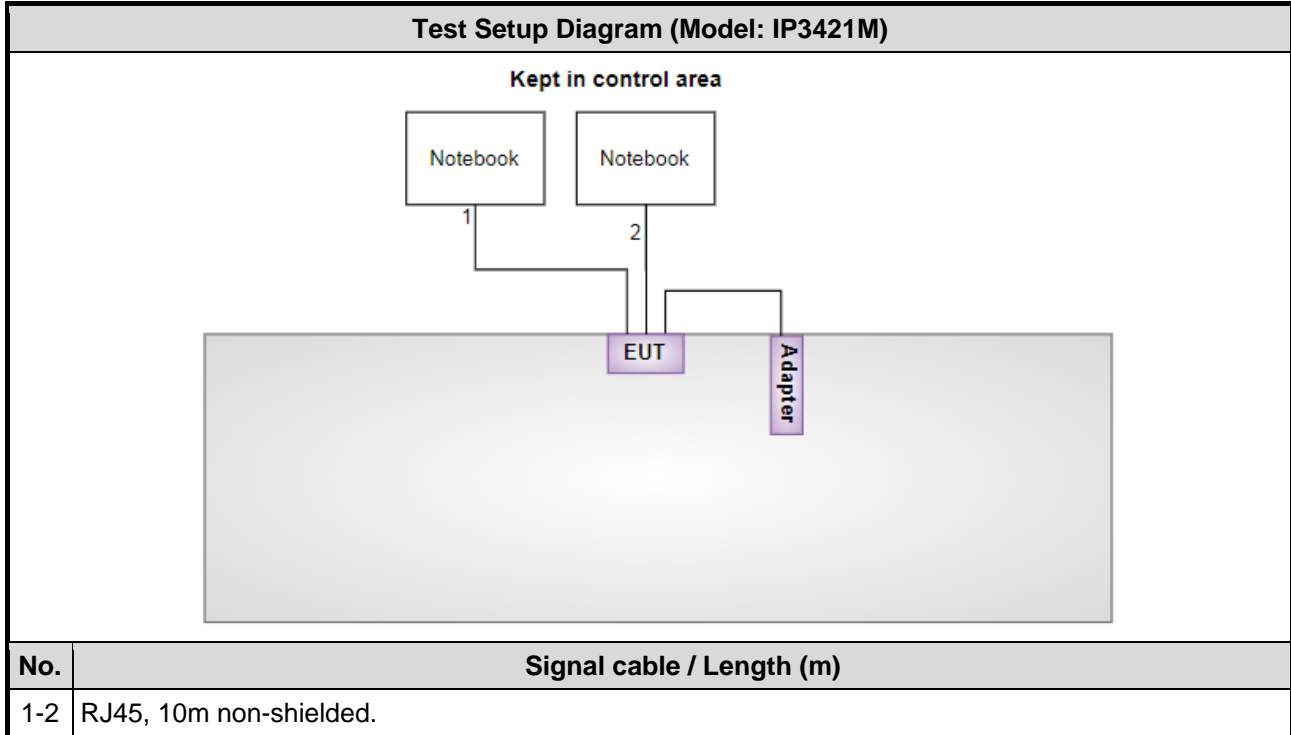 Test Setup Diagram (Model: IP3421M)
Kept in control area
Notebook
Notebook
1
2
EUT
Adapter
No.
Signal cable / Length (m)
1-2
RJ45, 10m non-shielded.